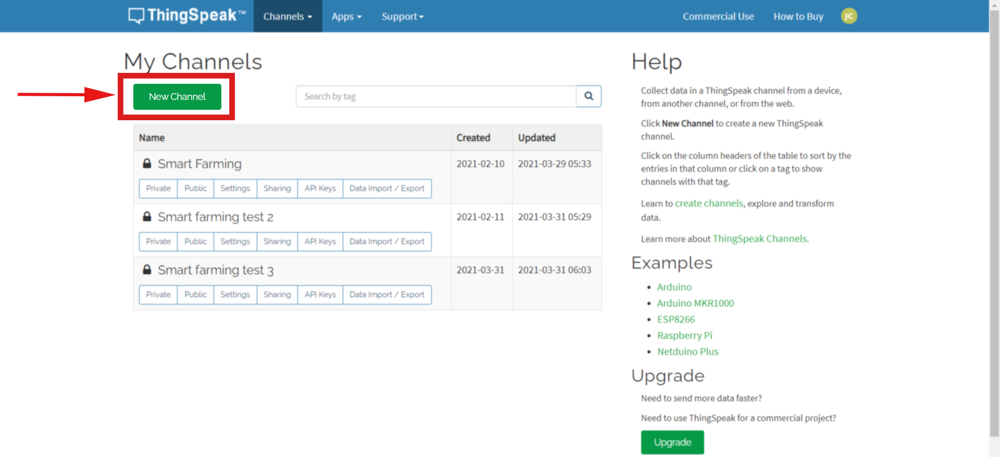 ThingSpeak™ Channels Apps Support Commercial Use How to Buy JC
My Channels
New Channel
Search by tag
Name Created Updated
Smart Farming 2021-02-10 2021-03-29 05:33
Private Public Settings Sharing API Keys Data Import / Export
Smart farming test 2 2021-02-11 2021-03-31 05:29
Private Public Settings Sharing API Keys Data Import / Export
Smart farming test 3 2021-03-31 2021-03-31 06:03
Private Public Settings Sharing API Keys Data Import / Export
Help
Collect data in a ThingSpeak channel from a device,
from another channel, or from the web.
Click New Channel to create a new ThingSpeak
channel.
Click on the column headers of the table to sort by the
entries in that column or click on a tag to show
channels with that tag.
Learn to create channels, explore and transform
data.
Learn more about ThingSpeak Channels.
Examples
Arduino
Arduino MKR1000
ESP8266
Raspberry Pi
Netduino Plus
Upgrade
Need to send more data faster?
Need to use ThingSpeak for a commercial project?
Upgrade